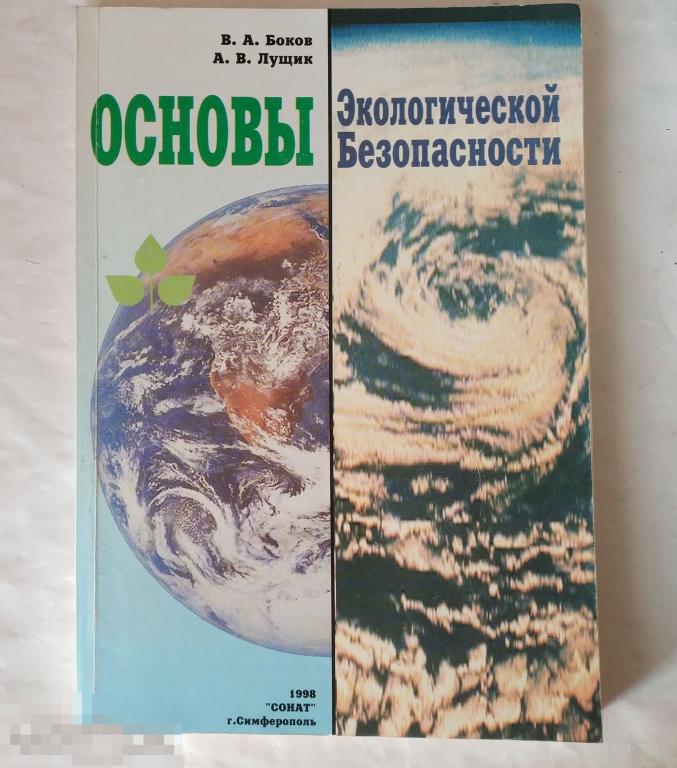 В. А. Боков
А. В. Лущик
ОСНОВЫ
Экологической
Безопасности
1998
"СОНАТ"
г.Симферополь